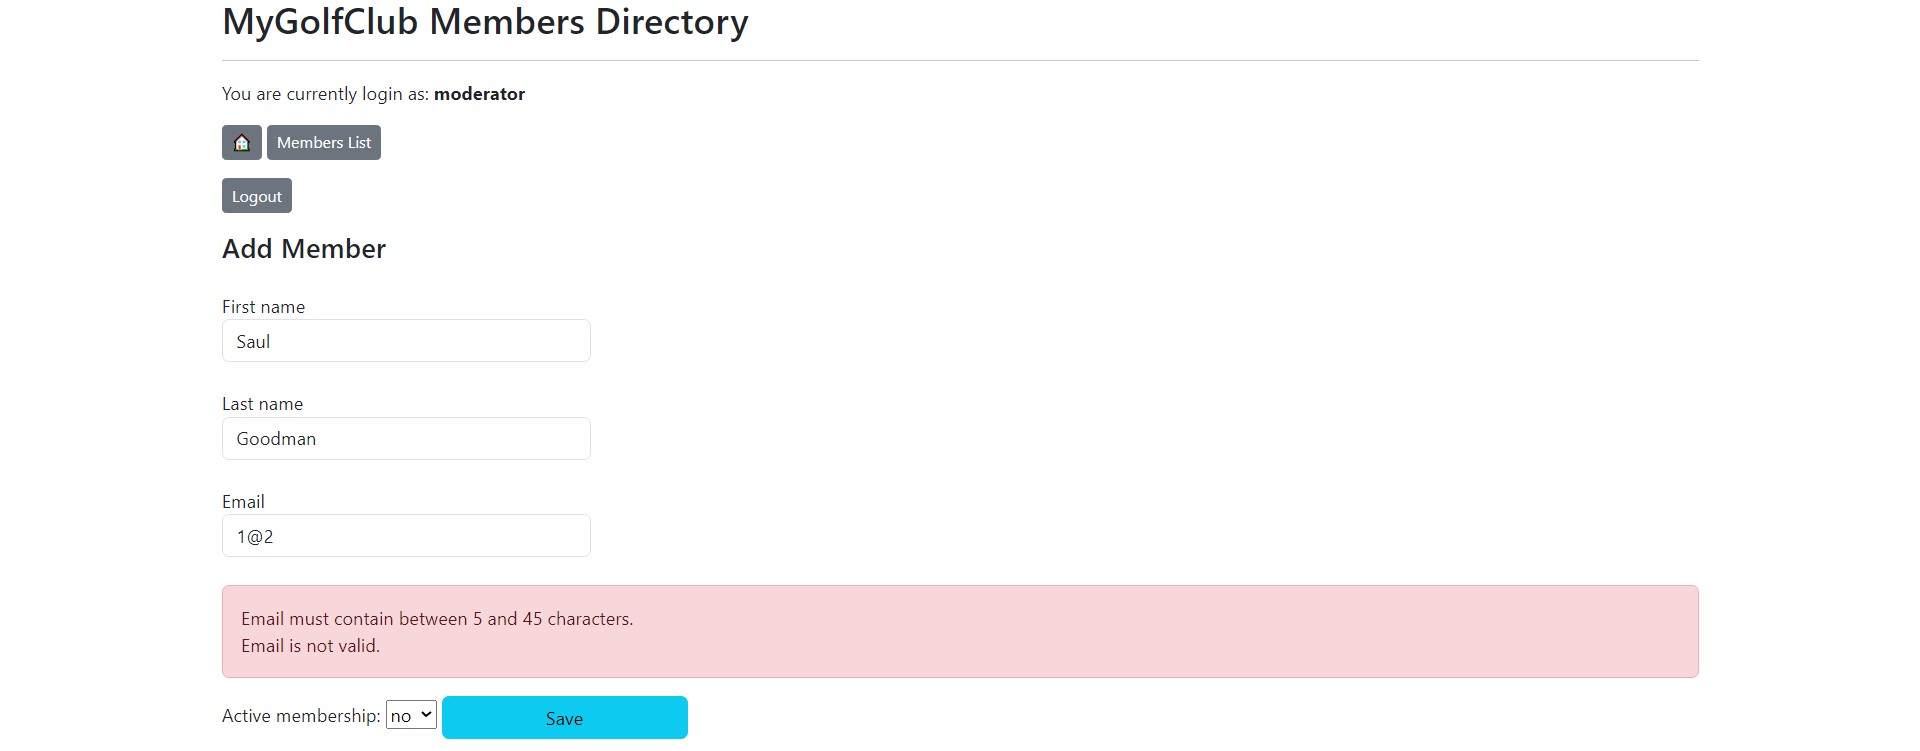 MyGolfClub Members Directory
You are currently login as: moderator
Members List
Logout
Add Member
First name
Saul
Last name
Goodman
Email
1@2
Email must contain between 5 and 45 characters.
Email is not valid.
Active membership: no Save